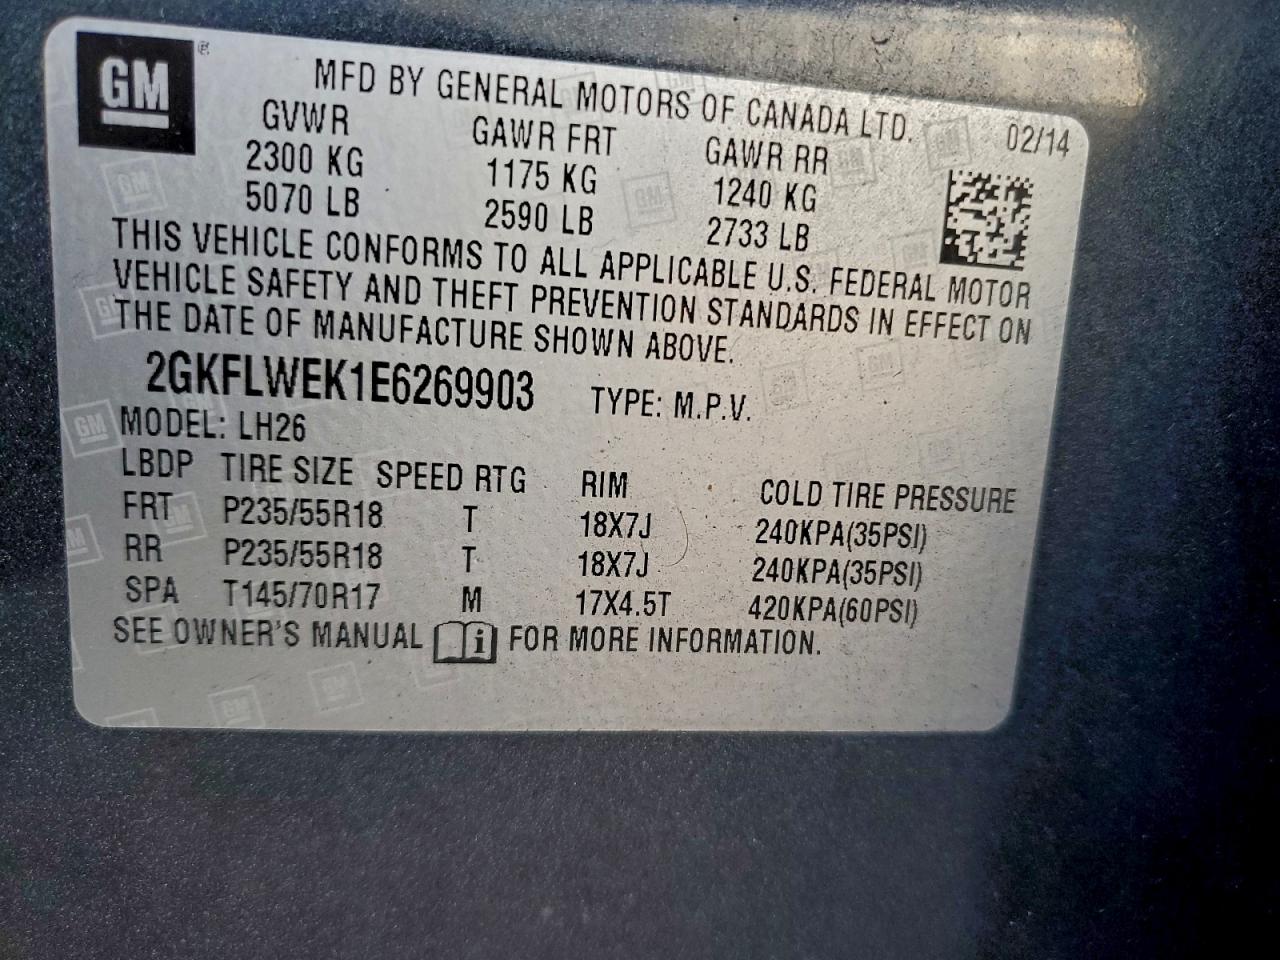 GM ®
MFD BY GENERAL MOTORS OF CANADA LTD.
02/14
GVWR GAWR FRT GAWR RR
2300 KG 1175 KG 1240 KG
5070 LB 2590 LB 2733 LB
THIS VEHICLE CONFORMS TO ALL APPLICABLE U.S. FEDERAL MOTOR
VEHICLE SAFETY AND THEFT PREVENTION STANDARDS IN EFFECT ON
THE DATE OF MANUFACTURE SHOWN ABOVE.
2GKFLWEK1E6269903 TYPE: M.P.V.
MODEL: LH26
LBDP TIRE SIZE SPEED RTG RIM COLD TIRE PRESSURE
FRT P235/55R18 T 18X7J 240KPA(35PSI)
RR P235/55R18 T 18X7J 240KPA(35PSI)
SPA T145/70R17 M 17X4.5T 420KPA(60PSI)
SEE OWNER'S MANUAL i FOR MORE INFORMATION.